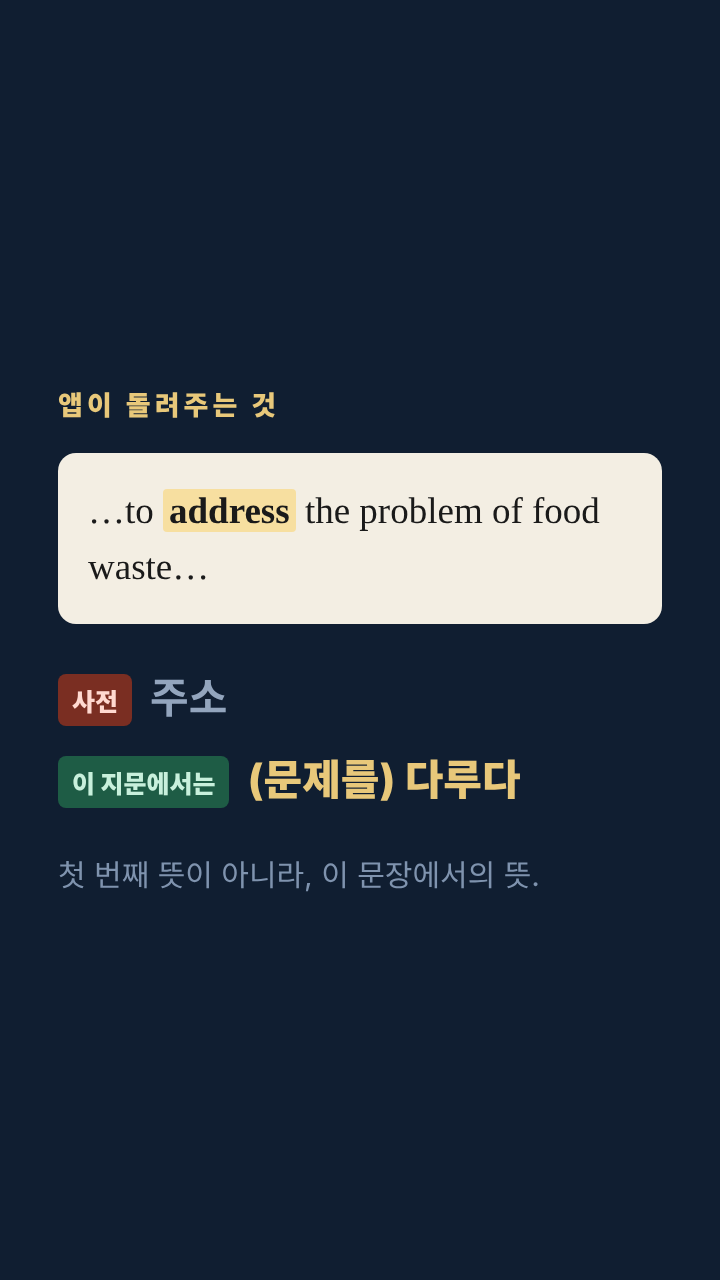 앱이 돌려주는 것
…to address the problem of food
waste…
사전 주소
이 지문에서는 (문제를) 다루다
첫 번째 뜻이 아니라, 이 문장에서의 뜻.